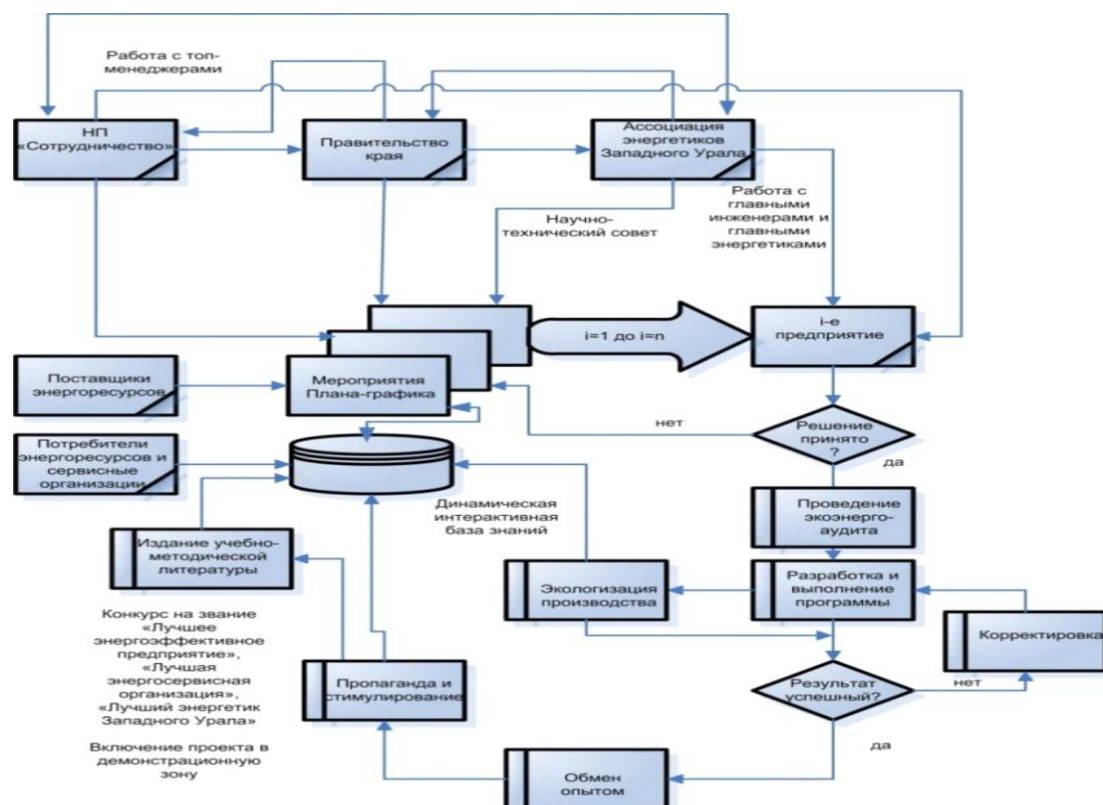 Работа с топ-
менеджерами
НП
«Сотрудничество»
Правительство
края
Ассоциация
энергетиков
Западного Урала
Работа с
главными
инженерами и
главными
энергетиками
Научно-
технический совет
i=1 до i=n
i-е
предприятие
Поставщики
энергоресурсов
Мероприятия
Плана-графика
нет
Решение
принято
?
да
Потребители
энергоресурсов и
сервисные
организации
Динамическая
интерактивная
база знаний
Проведение
экоэнерго-
аудита
Издание учебно-
методической
литературы
Экологизация
производства
Разработка и
выполнение
программы
Корректировка
Конкурс на звание
«Лучшее
энергоэффективное
предприятие»,
«Лучшая
энергосервисная
организация»,
«Лучший энергетик
Западного Урала»
Пропаганда и
стимулирование
Результат
успешный?
нет
да
Включение проекта в
демонстрационную
зону
Обмен
опытом